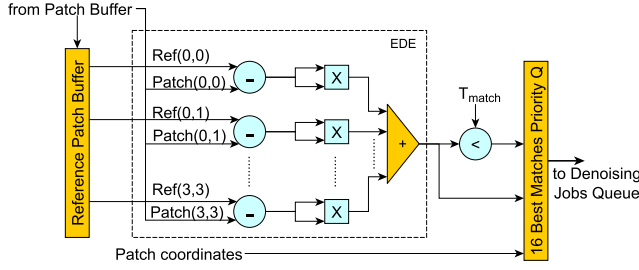 from Patch Buffer
EDE
Reference Patch Buffer
Ref(0,0)
Patch(0,0)
-
X
Ref(0,1)
Patch(0,1)
-
X
Ref(3,3)
Patch(3,3)
-
X
+
Tmatch
<
16 Best Matches Priority Q
to Denoising
Jobs Queue
Patch coordinates